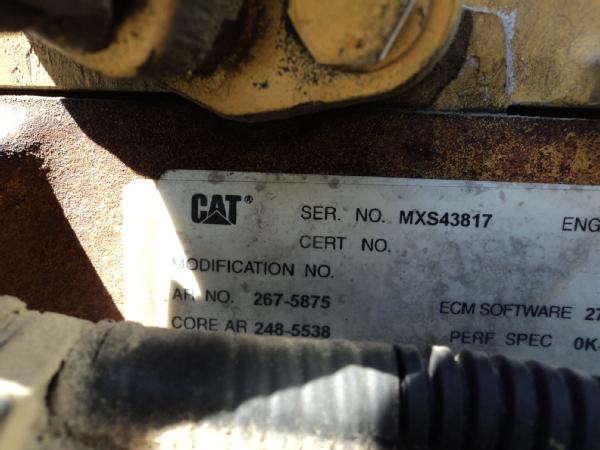 CAT® SER. NO. MXS43817 ENG
CERT NO.
MODIFICATION NO.
AR NO. 267-5875 ECM SOFTWARE 27
CORE AR 248-5538 PERF SPEC 0K-